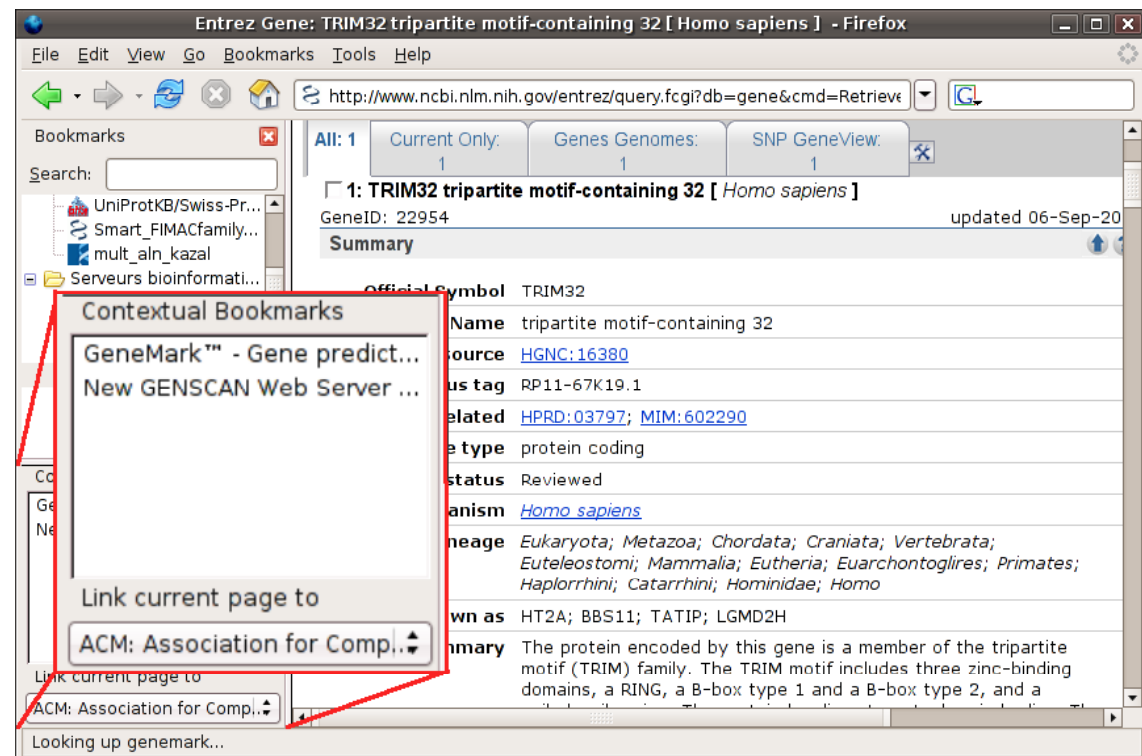 Entrez Gene: TRIM32 tripartite motif-containing 32 [ Homo sapiens ] - Firefox
File Edit View Go Bookmarks Tools Help
http://www.ncbi.nlm.nih.gov/entrez/query.fcgi?db=gene&cmd=Retrieve
G
Bookmarks
Search:
UniProtKB/Swiss-Pr...
Smart_FIMACfamily...
mult_aln_kazal
Serveurs bioinformati...
Contextual Bookmarks
GeneMark™ - Gene predict...
New GENSCAN Web Server ...
Link current page to
ACM: Association for Comp...
Co
Ge
Ne
Link current page to
ACM: Association for Comp...
All: 1
Current Only: 1
Genes Genomes: 1
SNP GeneView: 1
1: TRIM32 tripartite motif-containing 32 [ Homo sapiens ]
GeneID: 22954 updated 06-Sep-20
Summary
Official Symbol TRIM32
Name tripartite motif-containing 32
ource HGNC:16380
us tag RP11-67K19.1
elated HPRD:03797; MIM:602290
e type protein coding
status Reviewed
anism Homo sapiens
neage Eukaryota; Metazoa; Chordata; Craniata; Vertebrata;
Euteleostomi; Mammalia; Eutheria; Euarchontoglires; Primates;
Haplorrhini; Catarrhini; Hominidae; Homo
wn as HT2A; BBS11; TATIP; LGMD2H
mmary The protein encoded by this gene is a member of the tripartite
motif (TRIM) family. The TRIM motif includes three zinc-binding
domains, a RING, a B-box type 1 and a B-box type 2, and a
Looking up genemark...